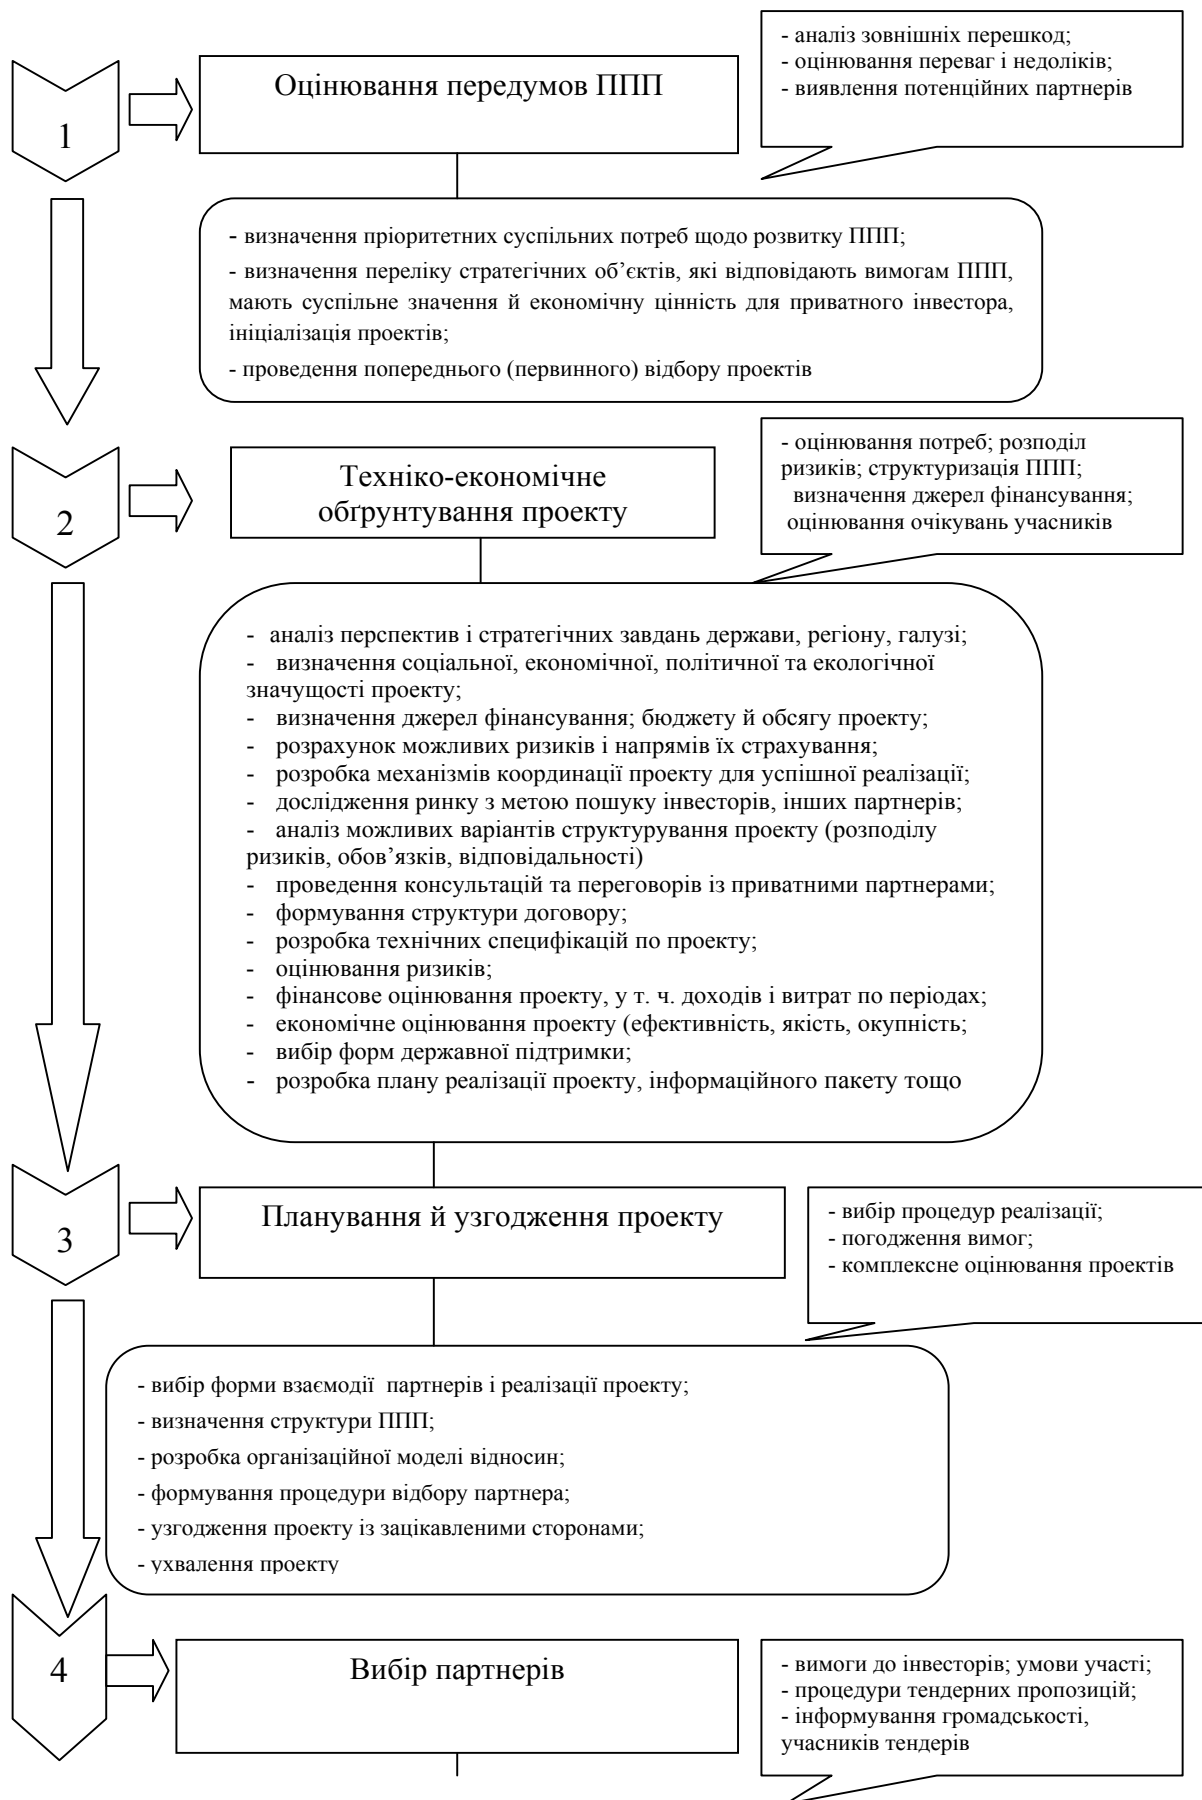 1
Оцінювання передумов ППП
- аналіз зовнішніх перешкод;
- оцінювання переваг і недоліків;
- виявлення потенційних партнерів
- визначення пріоритетних суспільних потреб щодо розвитку ППП;
- визначення переліку стратегічних об’єктів, які відповідають вимогам ППП,
мають суспільне значення й економічну цінність для приватного інвестора,
ініціалізація проектів;
- проведення попереднього (первинного) відбору проектів
2
Техніко-економічне
обґрунтування проекту
- оцінювання потреб; розподіл
ризиків; структуризація ППП;
визначення джерел фінансування;
оцінювання очікувань учасників
- аналіз перспектив і стратегічних завдань держави, регіону, галузі;
- визначення соціальної, економічної, політичної та екологічної
значущості проекту;
- визначення джерел фінансування; бюджету й обсягу проекту;
- розрахунок можливих ризиків і напрямів їх страхування;
- розробка механізмів координації проекту для успішної реалізації;
- дослідження ринку з метою пошуку інвесторів, інших партнерів;
- аналіз можливих варіантів структурування проекту (розподілу
ризиків, обов’язків, відповідальності)
- проведення консультацій та переговорів із приватними партнерами;
- формування структури договору;
- розробка технічних специфікацій по проекту;
- оцінювання ризиків;
- фінансове оцінювання проекту, у т. ч. доходів і витрат по періодах;
- економічне оцінювання проекту (ефективність, якість, окупність;
- вибір форм державної підтримки;
- розробка плану реалізації проекту, інформаційного пакету тощо
3
Планування й узгодження проекту
- вибір процедур реалізації;
- погодження вимог;
- комплексне оцінювання проектів
- вибір форми взаємодії партнерів і реалізації проекту;
- визначення структури ППП;
- розробка організаційної моделі відносин;
- формування процедури відбору партнера;
- узгодження проекту із зацікавленими сторонами;
- ухвалення проекту
4
Вибір партнерів
- вимоги до інвесторів; умови участі;
- процедури тендерних пропозицій;
- інформування громадськості,
учасників тендерів